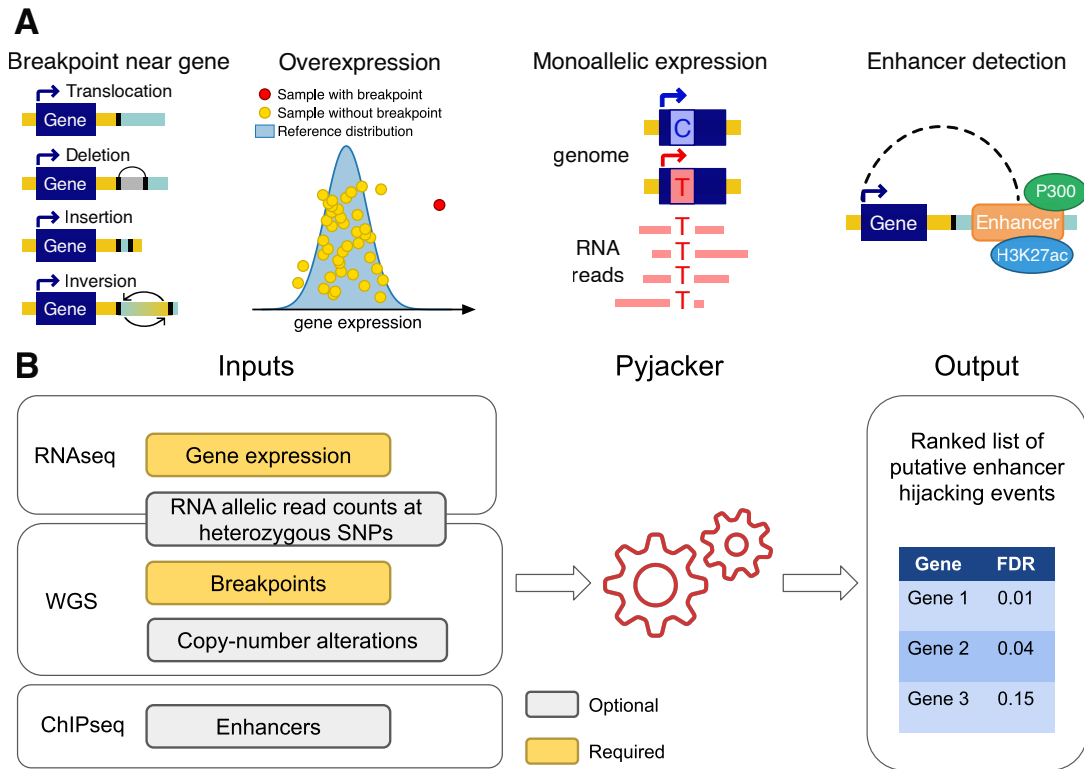 A
Breakpoint near gene
Translocation
Gene
Deletion
Gene
Insertion
Gene
Inversion
Gene
Overexpression
Sample with breakpoint
Sample without breakpoint
Reference distribution
gene expression
Monoallelic expression
genome
C
T
RNA
reads
T
T
T
T
Enhancer detection
Gene
Enhancer
P300
H3K27ac
B
Inputs
Pyjacker
Output
RNAseq
Gene expression
RNA allelic read counts at
heterozygous SNPs
WGS
Breakpoints
Copy-number alterations
ChIPseq
Enhancers
Optional
Required
Ranked list of
putative enhancer
hijacking events
Gene FDR
Gene 1 0.01
Gene 2 0.04
Gene 3 0.15